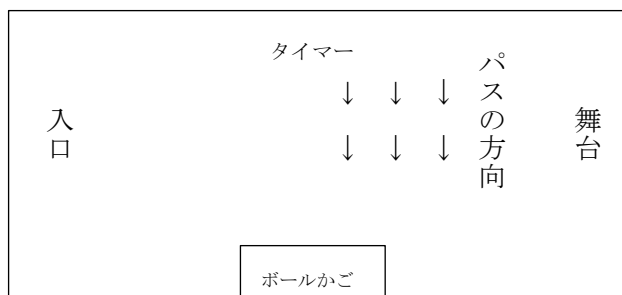 タイマー
パスの方向
↓ ↓ ↓
↓ ↓ ↓
入口
舞台
ボールかご